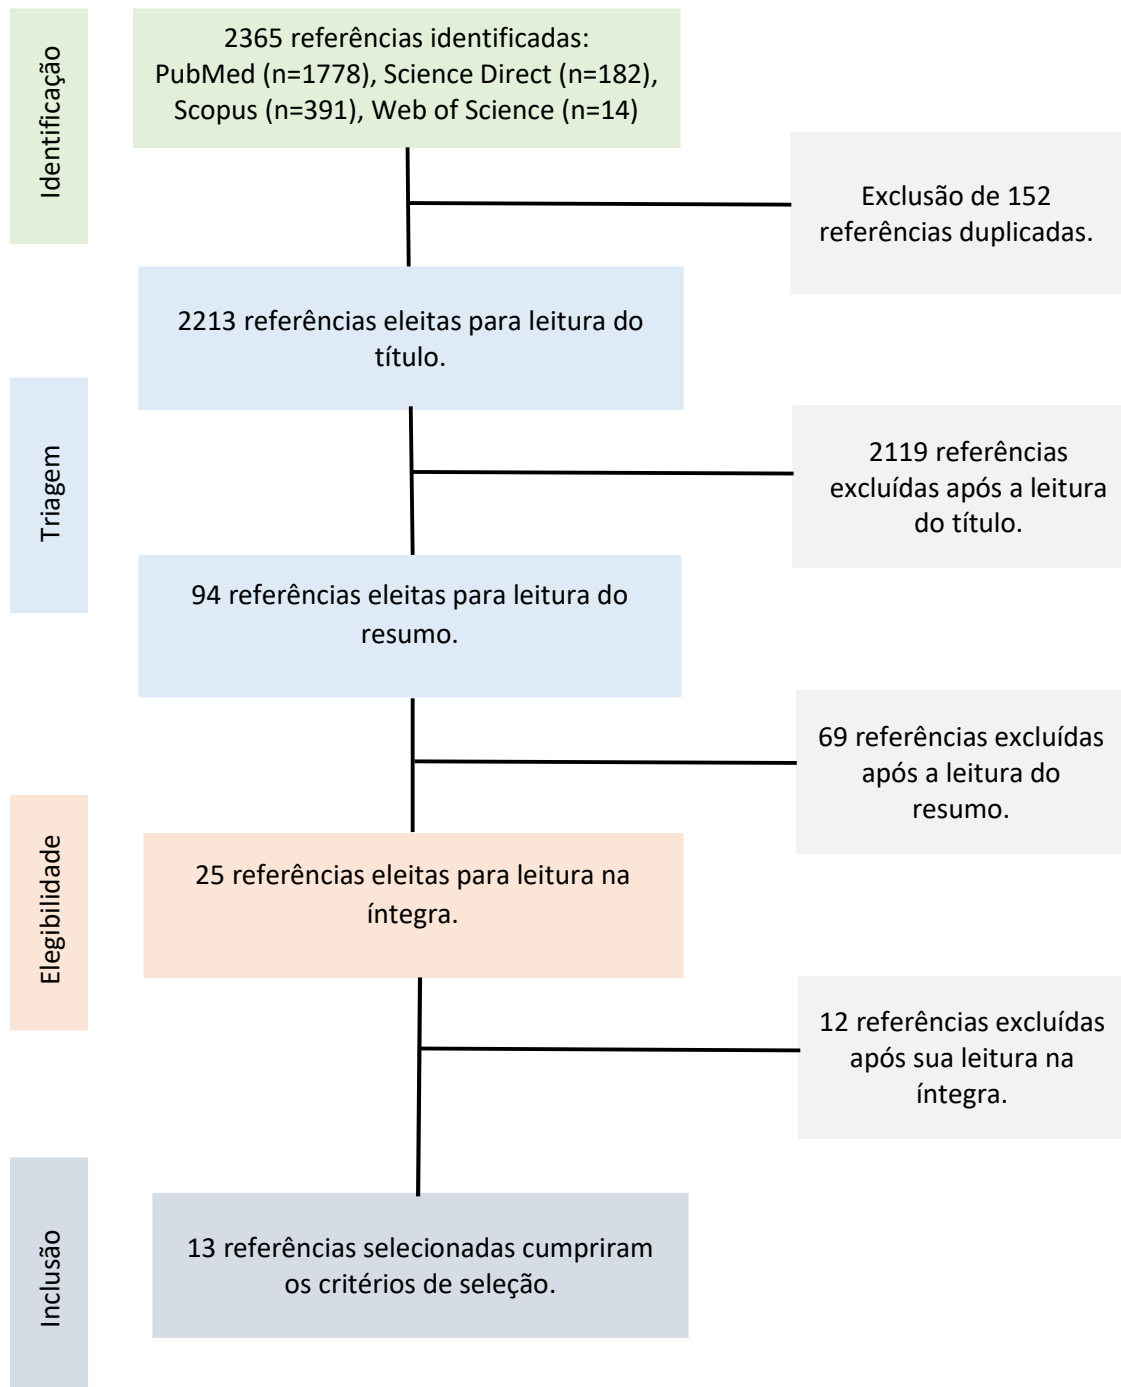 Identificação
2365 referências identificadas:
PubMed (n=1778), Science Direct (n=182),
Scopus (n=391), Web of Science (n=14)
Exclusão de 152
referências duplicadas.
2213 referências eleitas para leitura do
título.
Triagem
2119 referências
excluídas após a leitura
do título.
94 referências eleitas para leitura do
resumo.
69 referências excluídas
após a leitura do
resumo.
Elegibilidade
25 referências eleitas para leitura na
íntegra.
12 referências excluídas
após sua leitura na
íntegra.
Inclusão
13 referências selecionadas cumpriram
os critérios de seleção.